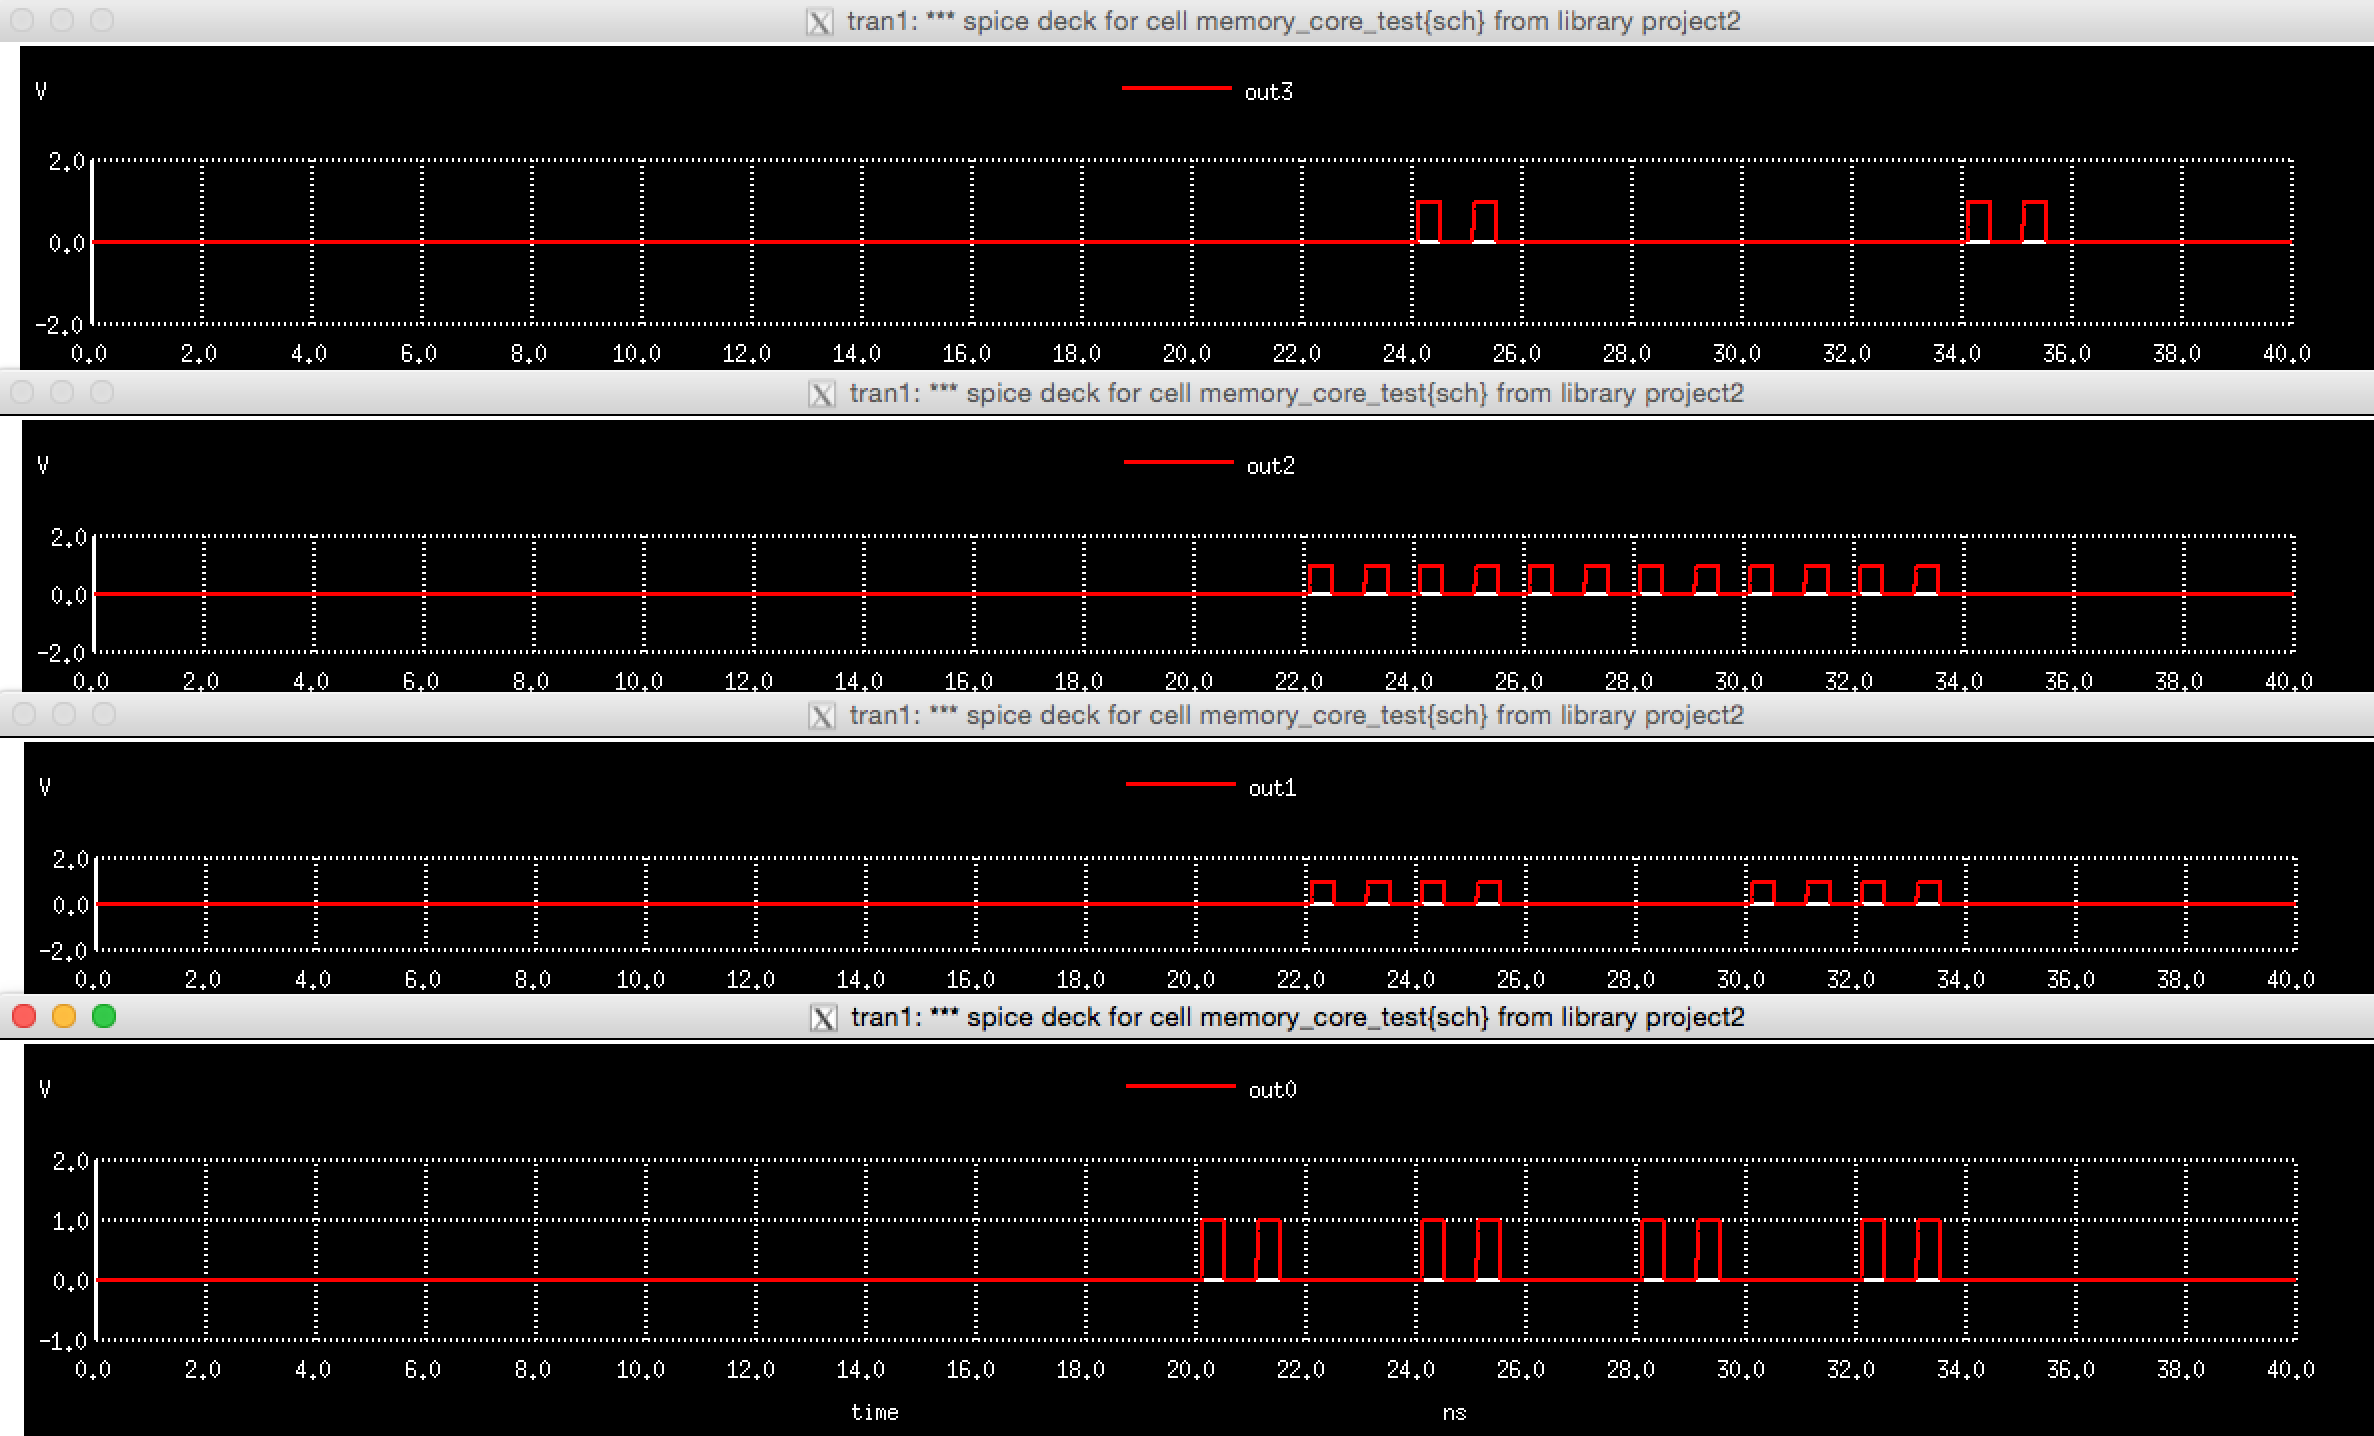 tran1: *** spice deck for cell memory_core_test{sch} from library project2
V
out3
2.0
0.0
-2.0
0.0 2.0 4.0 6.0 8.0 10.0 12.0 14.0 16.0 18.0 20.0 22.0 24.0 26.0 28.0 30.0 32.0 34.0 36.0 38.0 40.0
tran1: *** spice deck for cell memory_core_test{sch} from library project2
V
out2
2.0
0.0
-2.0
0.0 2.0 4.0 6.0 8.0 10.0 12.0 14.0 16.0 18.0 20.0 22.0 24.0 26.0 28.0 30.0 32.0 34.0 36.0 38.0 40.0
tran1: *** spice deck for cell memory_core_test{sch} from library project2
V
out1
2.0
0.0
-2.0
0.0 2.0 4.0 6.0 8.0 10.0 12.0 14.0 16.0 18.0 20.0 22.0 24.0 26.0 28.0 30.0 32.0 34.0 36.0 38.0 40.0
tran1: *** spice deck for cell memory_core_test{sch} from library project2
V
out0
2.0
1.0
0.0
-1.0
0.0 2.0 4.0 6.0 8.0 10.0 12.0 14.0 16.0 18.0 20.0 22.0 24.0 26.0 28.0 30.0 32.0 34.0 36.0 38.0 40.0
time ns